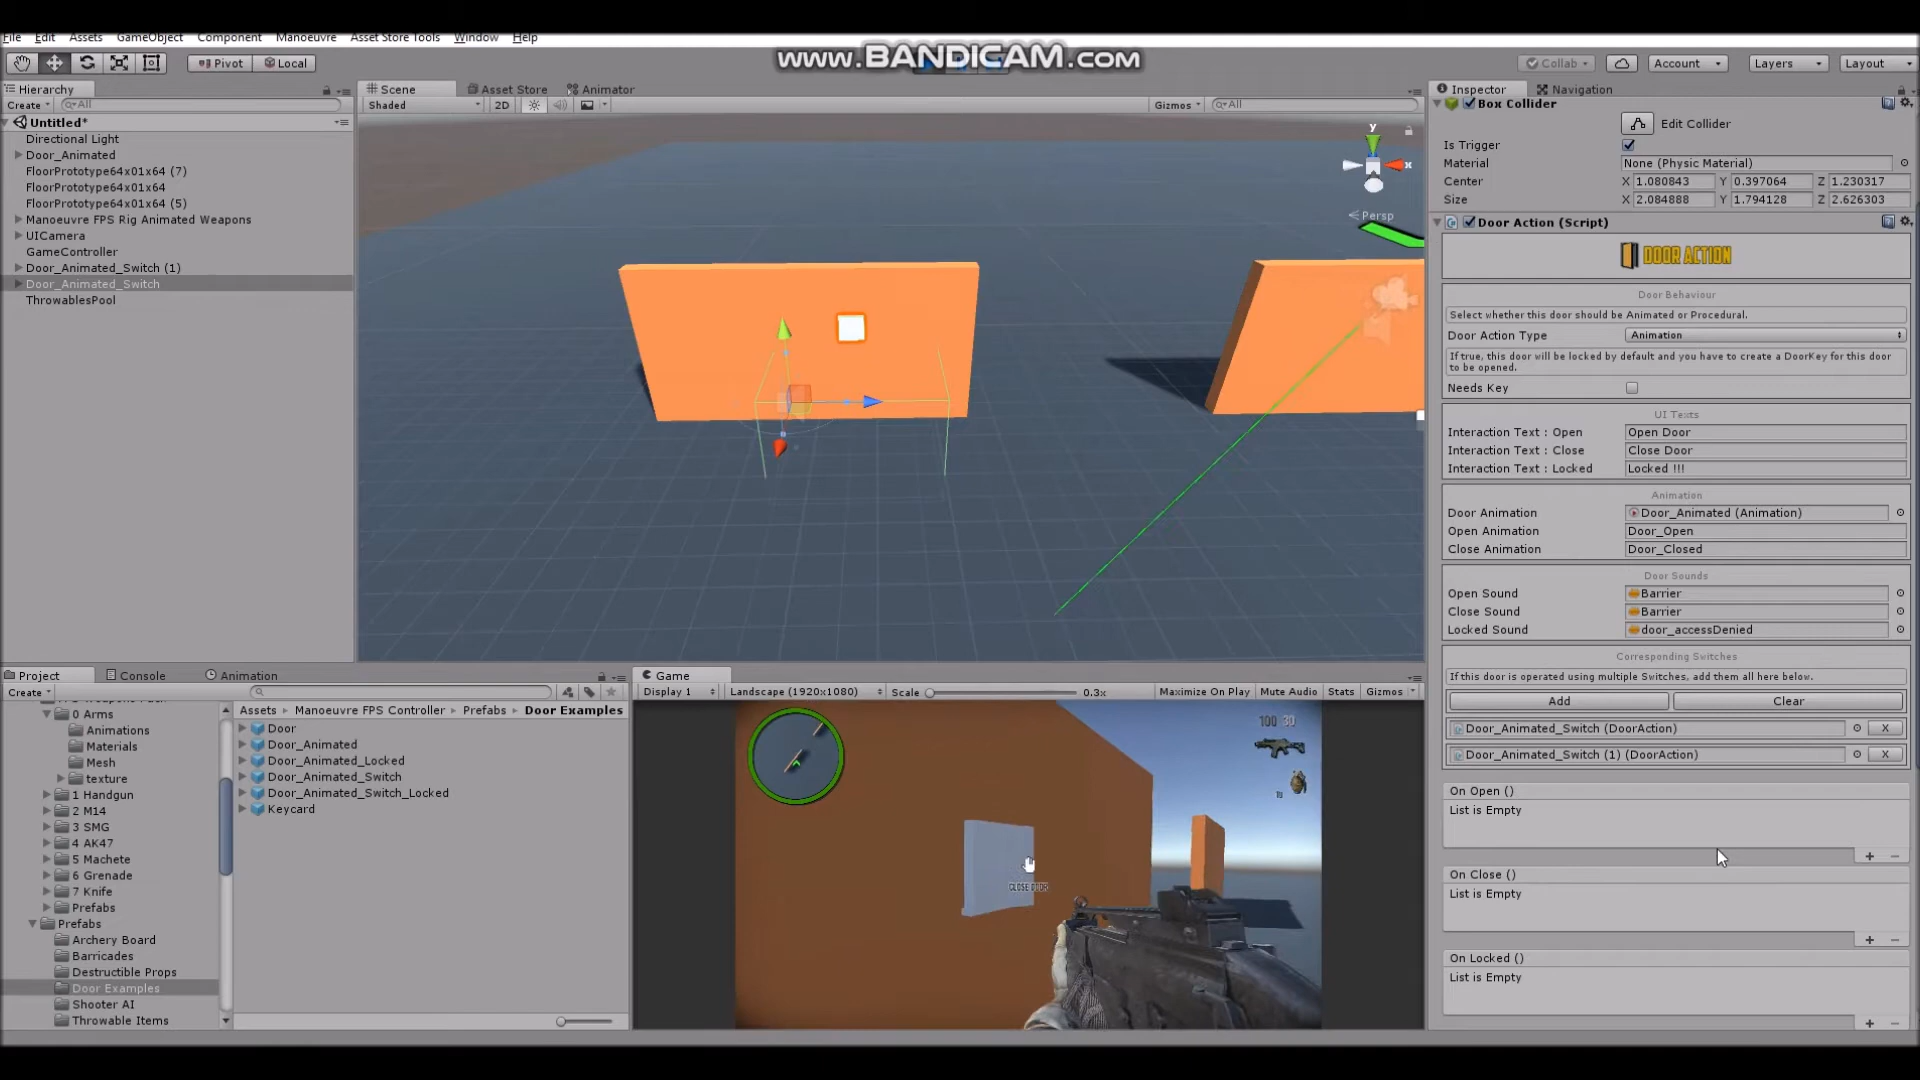 www.BANDICAM.com
File Edit Assets GameObject Component Manoeuvre Asset Store Tools Window Help
Pivot Local Collab Account Layers Layout
Hierarchy
Create All
Untitled*
Directional Light
Door_Animated
FloorPrototype64x01x64 (7)
FloorPrototype64x01x64
FloorPrototype64x01x64 (5)
Manoeuvre FPS Rig Animated Weapons
UICamera
GameController
Door_Animated_Switch (1)
Door_Animated_Switch
ThrowablesPool
Scene Asset Store Animator
Shaded 2D Gizmos All
y
x
Persp
Inspector Navigation
Box Collider
Edit Collider
Is Trigger
Material None (Physic Material)
Center X 1.080843 Y 0.397064 Z 1.230317
Size X 2.084888 Y 1.794128 Z 2.626303
Door Action (Script)
DOOR ACTION
Door Behaviour
Select whether this door should be Animated or Procedural.
Door Action Type Animation
If true, this door will be locked by default and you have to create a DoorKey for this door
to be opened.
Needs Key
UI Texts
Interaction Text : Open Open Door
Interaction Text : Close Close Door
Interaction Text : Locked Locked !!!
Animation
Door Animation Door_Animated (Animation)
Open Animation Door_Open
Close Animation Door_Closed
Door Sounds
Open Sound Barrier
Close Sound Barrier
Locked Sound door_accessDenied
Corresponding Switches
If this door is operated using multiple Switches, add them all here below.
Add Clear
Door_Animated_Switch (DoorAction) X
Door_Animated_Switch (1) (DoorAction) X
On Open ()
List is Empty
On Close ()
List is Empty
On Locked ()
List is Empty
Project Console Animation
Create
0 Arms
Animations
Materials
Mesh
texture
1 Handgun
2 M14
3 SMG
4 AK47
5 Machete
6 Grenade
7 Knife
Prefabs
Prefabs
Archery Board
Barricades
Destructible Props
Door Examples
Shooter AI
Throwable Items
Assets Manoeuvre FPS Controller Prefabs Door Examples
Door
Door_Animated
Door_Animated_Locked
Door_Animated_Switch
Door_Animated_Switch_Locked
Keycard
Game
Display 1 Landscape (1920x1080) Scale 0.3x Maximize On Play Mute Audio Stats Gizmos
100 30
CLOSE DOOR